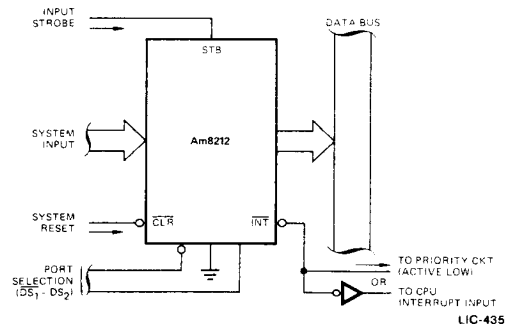 INPUT
STROBE
DATA BUS
STB
SYSTEM
INPUT
Am8212
SYSTEM
RESET
CLR
INT
PORT
SELECTION
(DS1 - DS2)
TO PRIORITY CKT
(ACTIVE LOW)
OR
TO CPU
INTERRUPT INPUT
LIC-435